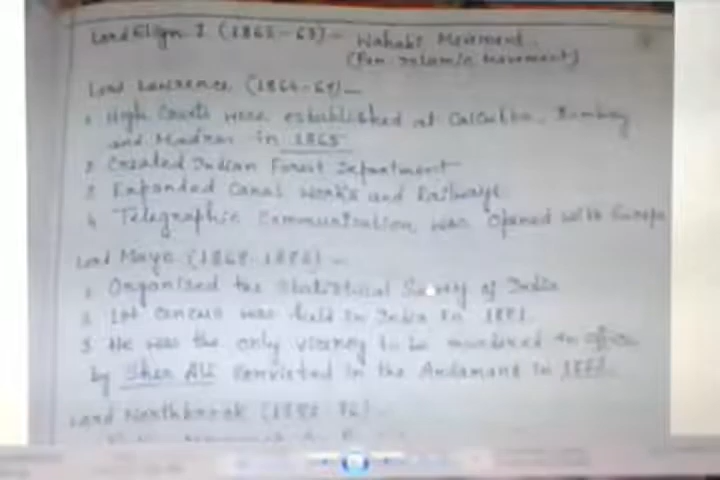 Lord Elgin I (1862-63) - Wahabi Movement
(Pan Islamic Movement)
Lord Lawrence (1864-69) -
1 High Courts were established at Calcutta, Bombay
and Madras in 1865
2 Created Indian Forest Department
3 Expanded Canal Works and Railways
4 Telegraphic Communication was opened with Europe
Lord Mayo (1869-1872) -
1 Organised the Statistical Survey of India
2 1st census was held in India in
3 He was the only viceroy to be murdered in office
by Sher Ali convicted in the Andamans in 1872
Lord Northbrook (1872-76) -